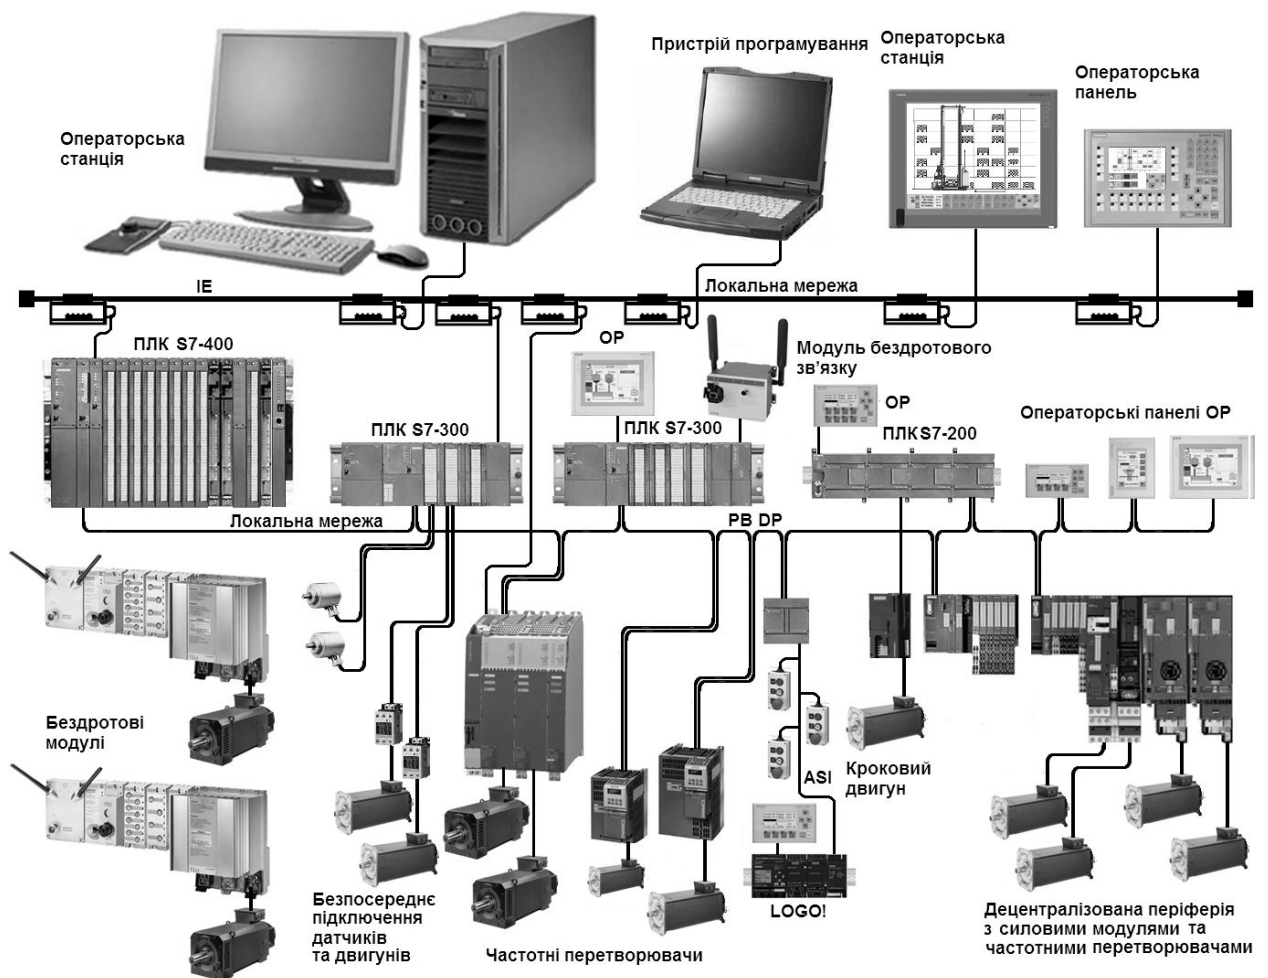 Операторська
станція
Пристрій програмування
Операторська
станція
Операторська
панель
IE
Локальна мережа
ПЛК S7-400
OP
Модуль бездротового
зв'язку
ПЛК S7-300
ПЛК S7-300
OP
ПЛК S7-200
Операторські панелі OP
Локальна мережа
PB DP
Бездротові
модулі
ASI
Кроковий
двигун
LOGO!
Безпосереднє
підключення
датчиків
та двигунів
Частотні перетворювачи
Децентралізована періферія
з силовими модулями та
частотними перетворювачами